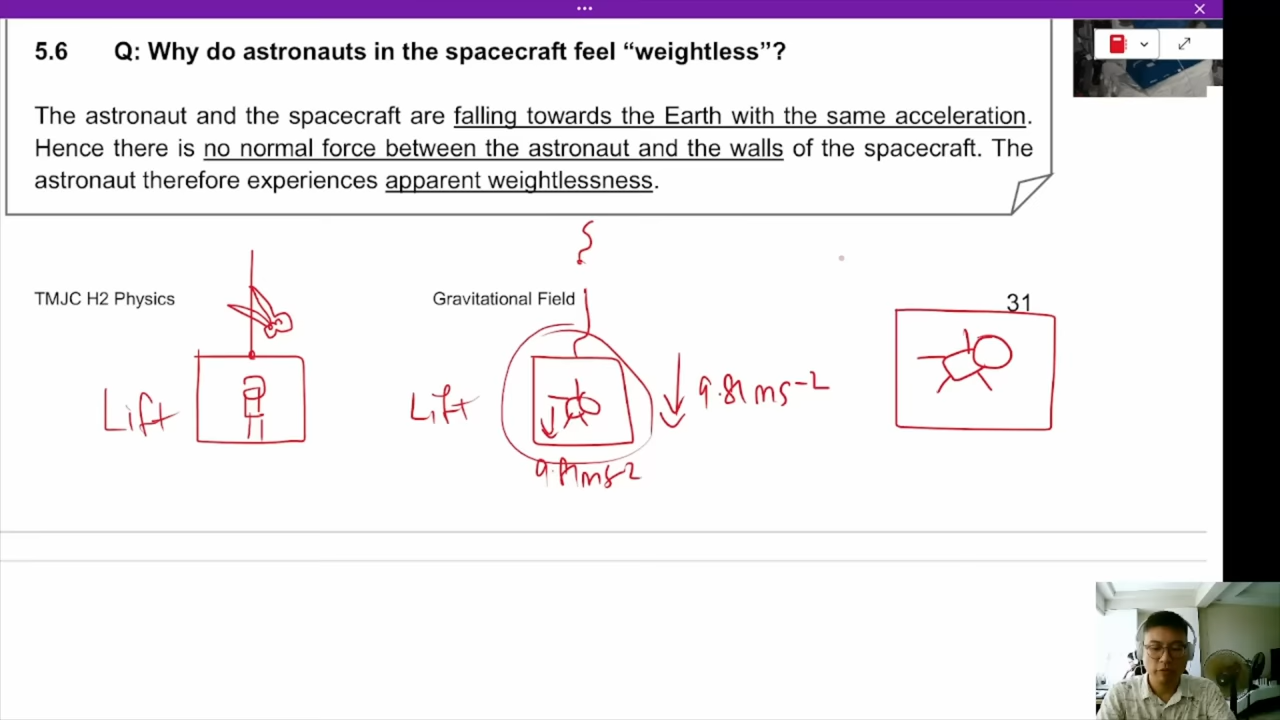 5.6 Q: Why do astronauts in the spacecraft feel “weightless”?
The astronaut and the spacecraft are falling towards the Earth with the same acceleration.
Hence there is no normal force between the astronaut and the walls of the spacecraft. The
astronaut therefore experiences apparent weightlessness.
TMJC H2 Physics Gravitational Field 31
Lift Lift 9.81ms-2
9.81ms-2